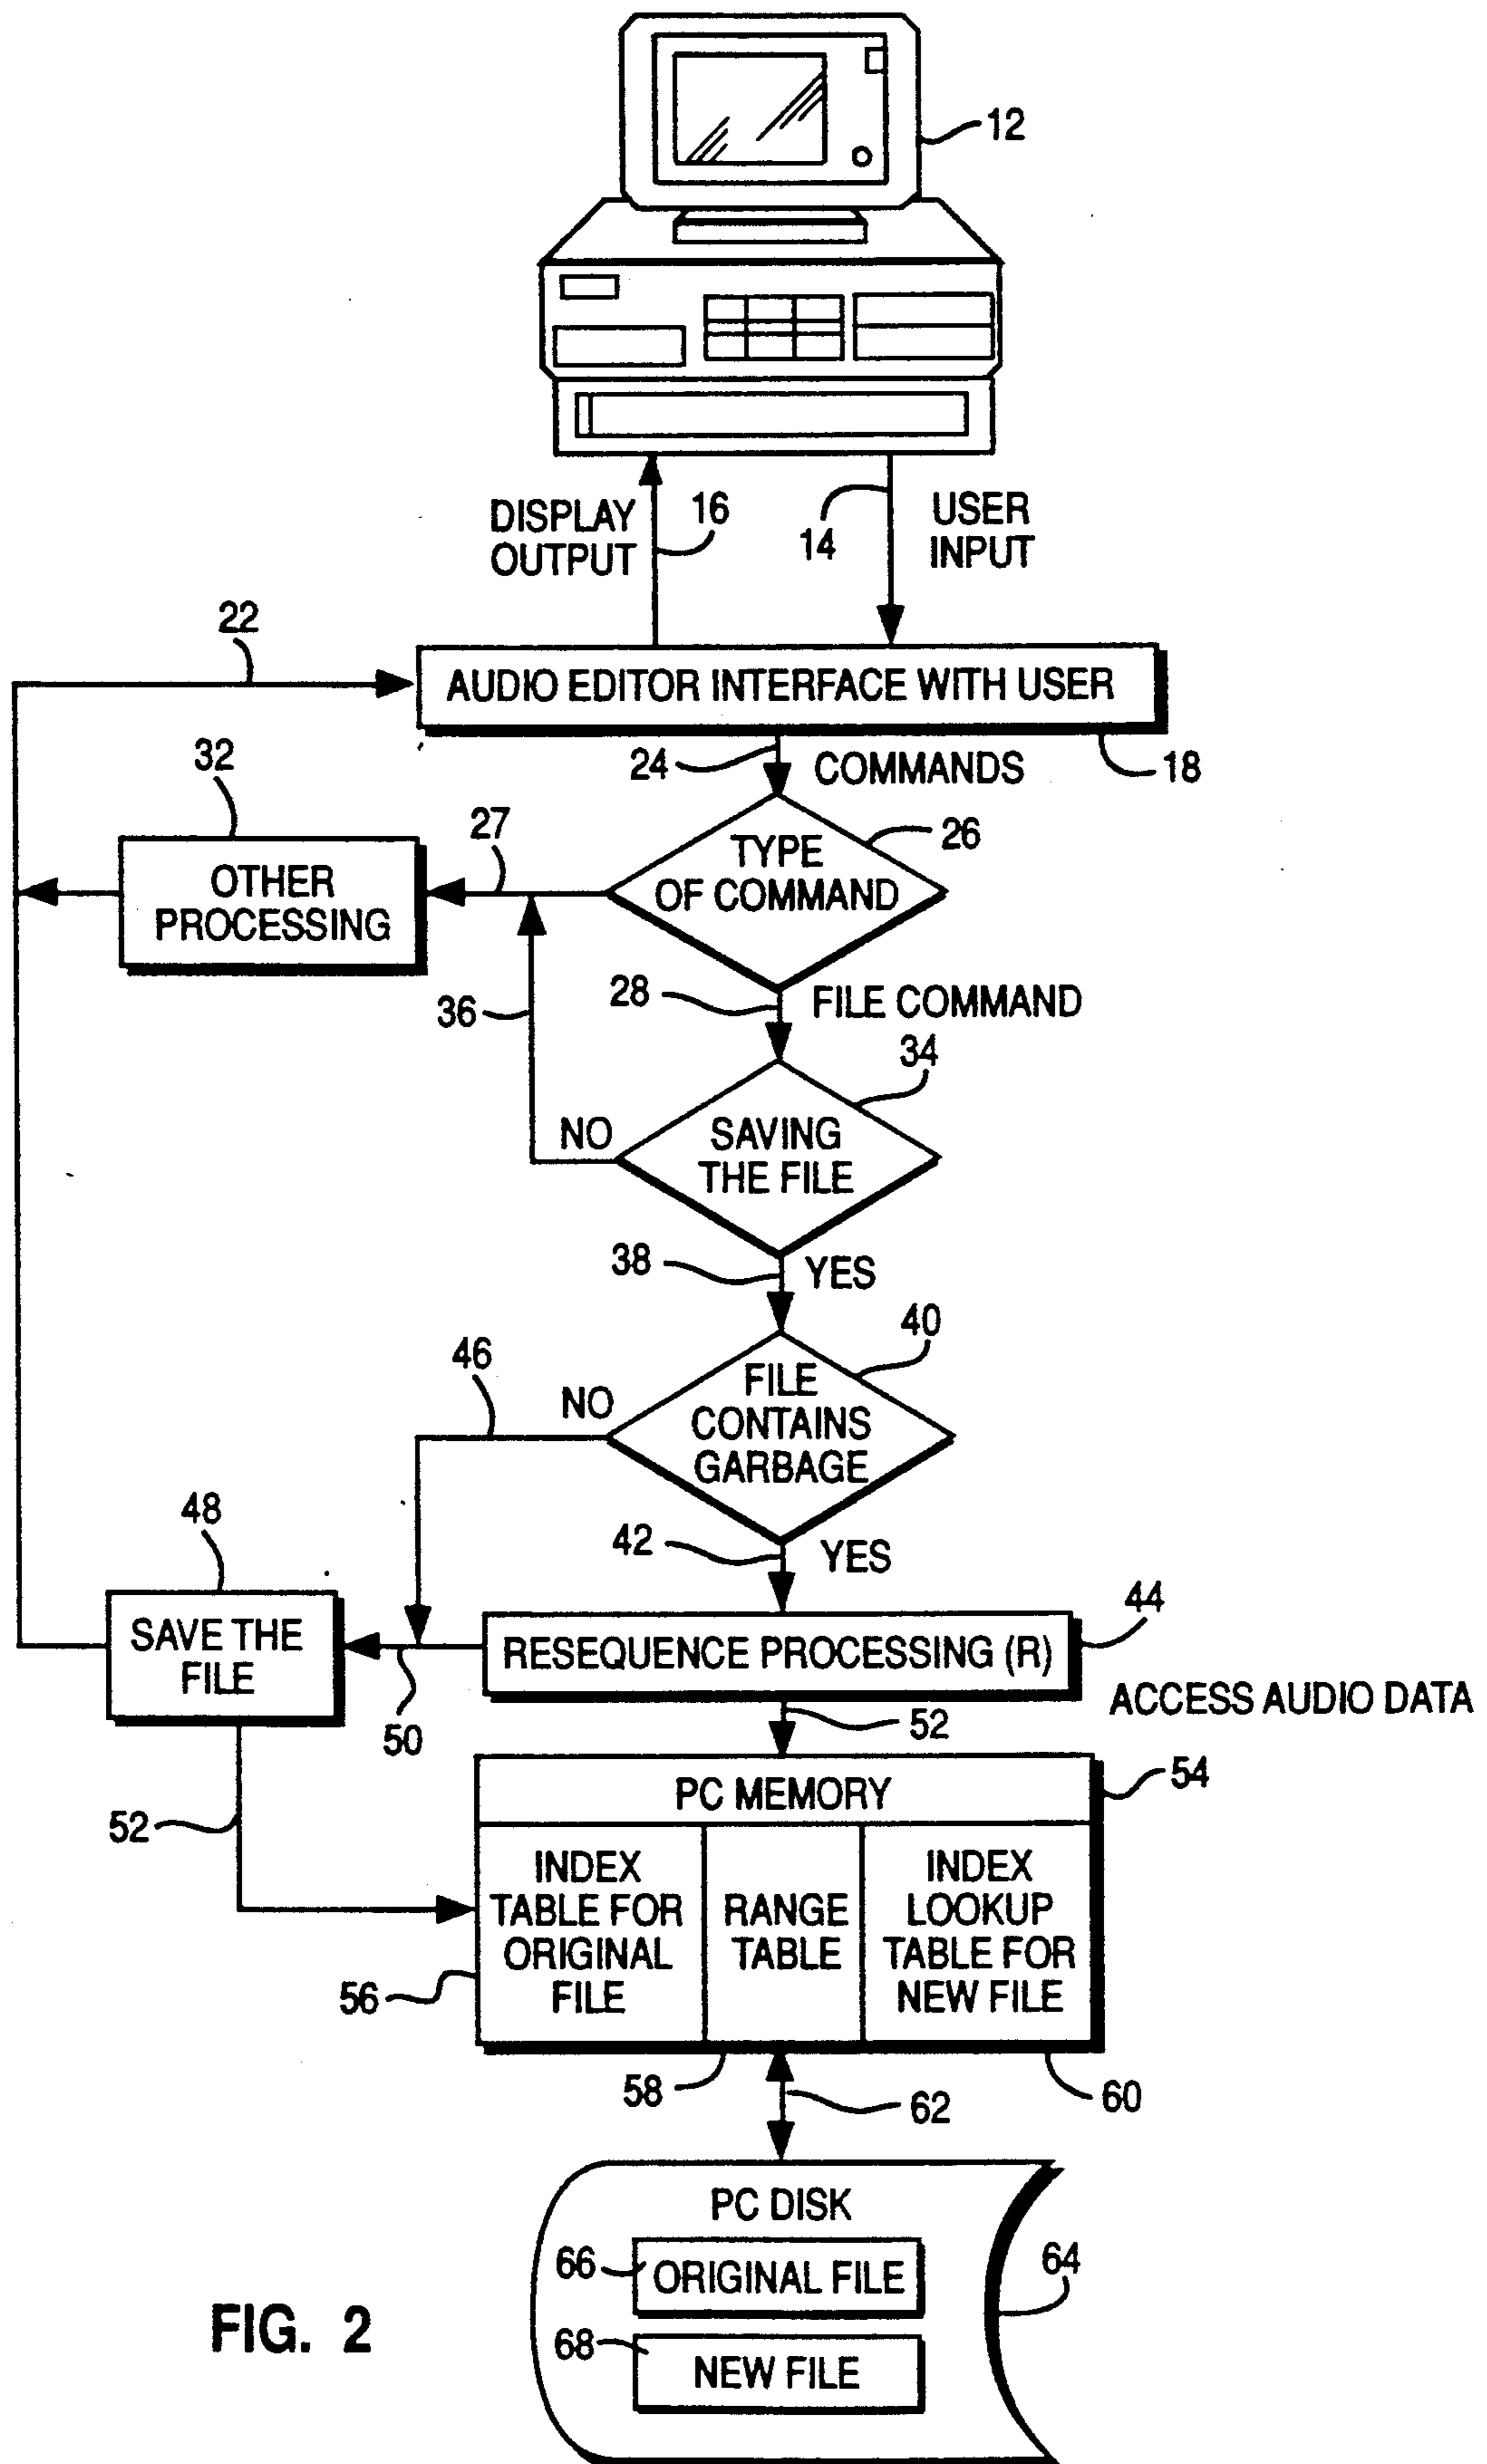 12
DISPLAY
OUTPUT
16
14
USER
INPUT
22
AUDIO EDITOR INTERFACE WITH USER
18
24
COMMANDS
32
27
26
TYPE
OF COMMAND
OTHER
PROCESSING
36
28
FILE COMMAND
34
NO
SAVING
THE FILE
38
YES
40
46
NO
FILE
CONTAINS
GARBAGE
42
YES
48
44
SAVE THE
FILE
RESEQUENCE PROCESSING (R)
50
52
ACCESS AUDIO DATA
52
PC MEMORY
54
INDEX
TABLE FOR
ORIGINAL
FILE
RANGE
TABLE
INDEX
LOOKUP
TABLE FOR
NEW FILE
56
58
60
62
PC DISK
66
ORIGINAL FILE
64
68
NEW FILE
FIG. 2